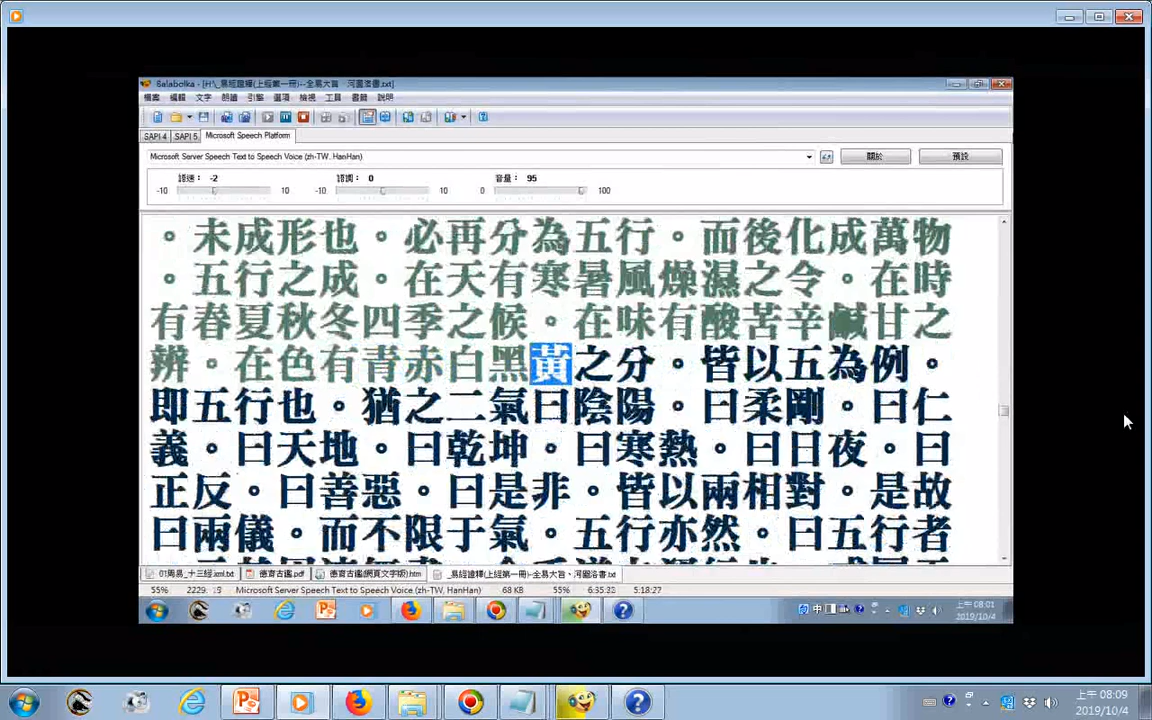 Balabolka - [H:\_易經證釋(上經第一冊)--全易大旨、河圖洛書.txt]
檔案 編輯 文字 朗讀 引擎 選項 檢視 工具 書籤 說明
SAPI 4 SAPI 5 Microsoft Speech Platform
Microsoft Server Speech Text to Speech Voice (zh-TW, HanHan) 關於 預設
語速： -2 語調： 0 音量： 95
-10 10 -10 10 0 100
。未成形也。必再分為五行。而後化成萬物
。五行之成。在天有寒暑風燥濕之令。在時
有春夏秋冬四季之候。在味有酸苦辛鹹甘之
辨。在色有青赤白黑黃之分。皆以五為例。
即五行也。猶之二氣曰陰陽。曰柔剛。曰仁
義。曰天地。曰乾坤。曰寒熱。曰日夜。曰
正反。曰善惡。曰是非。皆以兩相對。是故
曰兩儀。而不限于氣。五行亦然。曰五行者
01周易_十三經.xml.txt 德育古鑑.pdf 德育古鑑(網頁文字版).htm _易經證釋(上經第一冊)--全易大旨、河圖洛書.txt
55% Microsoft Server Speech Text to Speech Voice (zh-TW, HanHan) 68 KB 55% 6:35:33 5:18:27
中 上午 08:01
2019/10/4
上午 08:09
2019/10/4